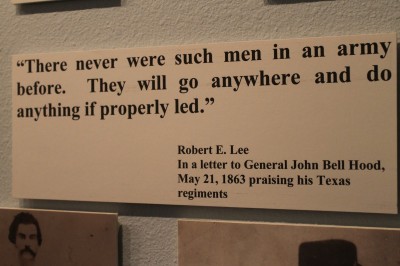 “There never were such men in an army
before. They will go anywhere and do
anything if properly led.”
Robert E. Lee
In a letter to General John Bell Hood,
May 21, 1863 praising his Texas
regiments